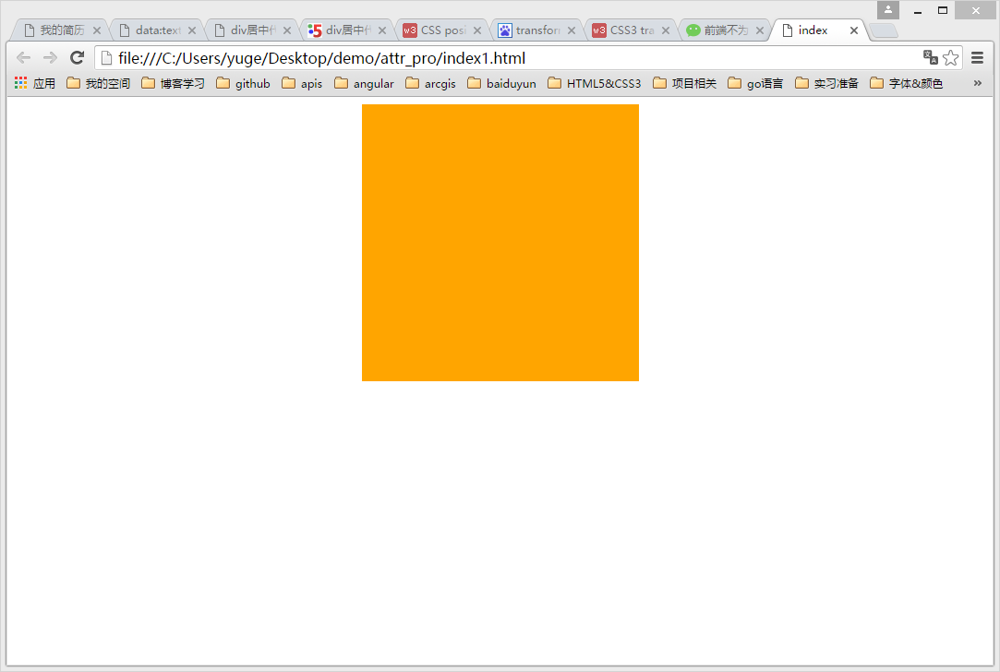 我的简历 data:text div居中代 div居中代 CSS posi transform CSS3 tra 前端不为 index
file:///C:/Users/yuge/Desktop/demo/attr_pro/index1.html
应用 我的空间 博客学习 github apis angular arcgis baiduyun HTML5&CSS3 项目相关 go语言 实习准备 字体&颜色 »